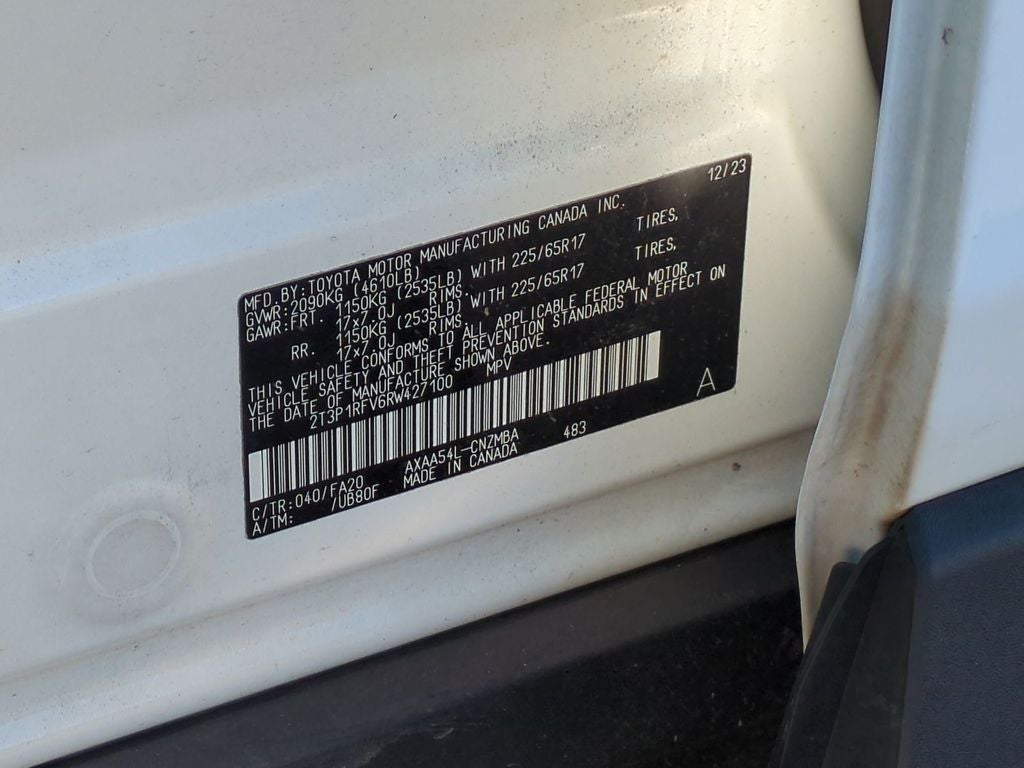 12/23
MFD. BY: TOYOTA MOTOR MANUFACTURING CANADA INC.
GVWR: 2090KG (4610LB)
GAWR: FRT. 1150KG (2535LB) WITH 225/65R17 TIRES,
17x7.0J RIMS,
RR. 1150KG (2535LB) WITH 225/65R17 TIRES,
17x7.0J RIMS.
THIS VEHICLE CONFORMS TO ALL APPLICABLE FEDERAL MOTOR
VEHICLE SAFETY AND THEFT PREVENTION STANDARDS IN EFFECT ON
THE DATE OF MANUFACTURE SHOWN ABOVE.
2T3P1RFV6RW427100 MPV
A
C/TR: 040/FA20 AXAA54L-CNZMBA 483
A/TM: /UB80F MADE IN CANADA